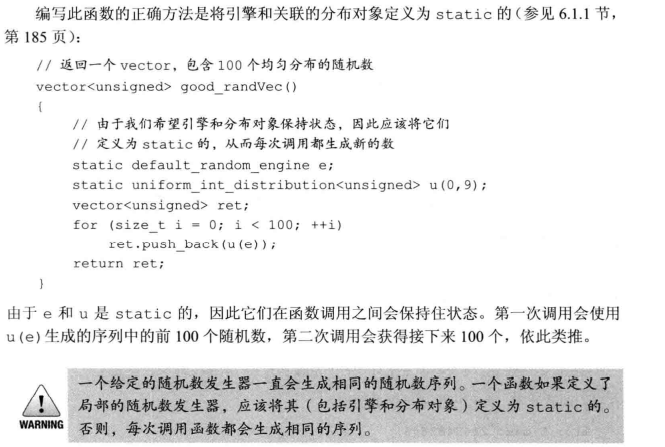 编写此函数的正确方法是将引擎和关联的分布对象定义为 static 的(参见 6.1.1 节,
第 185 页):
// 返回一个 vector, 包含 100 个均匀分布的随机数
vector<unsigned> good_randVec()
{
// 由于我们希望引擎和分布对象保持状态, 因此应该将它们
// 定义为 static 的, 从而每次调用都生成新的数
static default_random_engine e;
static uniform_int_distribution<unsigned> u(0,9);
vector<unsigned> ret;
for (size_t i = 0; i < 100; ++i)
ret.push_back(u(e));
return ret;
}
由于 e 和 u 是 static 的,因此它们在函数调用之间会保持住状态。第一次调用会使用
u(e)生成的序列中的前 100 个随机数,第二次调用会获得接下来 100 个,依此类推。
一个给定的随机数发生器一直会生成相同的随机数序列。一个函数如果定义了
局部的随机数发生器,应该将其(包括引擎和分布对象)定义为 static 的。
否则,每次调用函数都会生成相同的序列。
WARNING